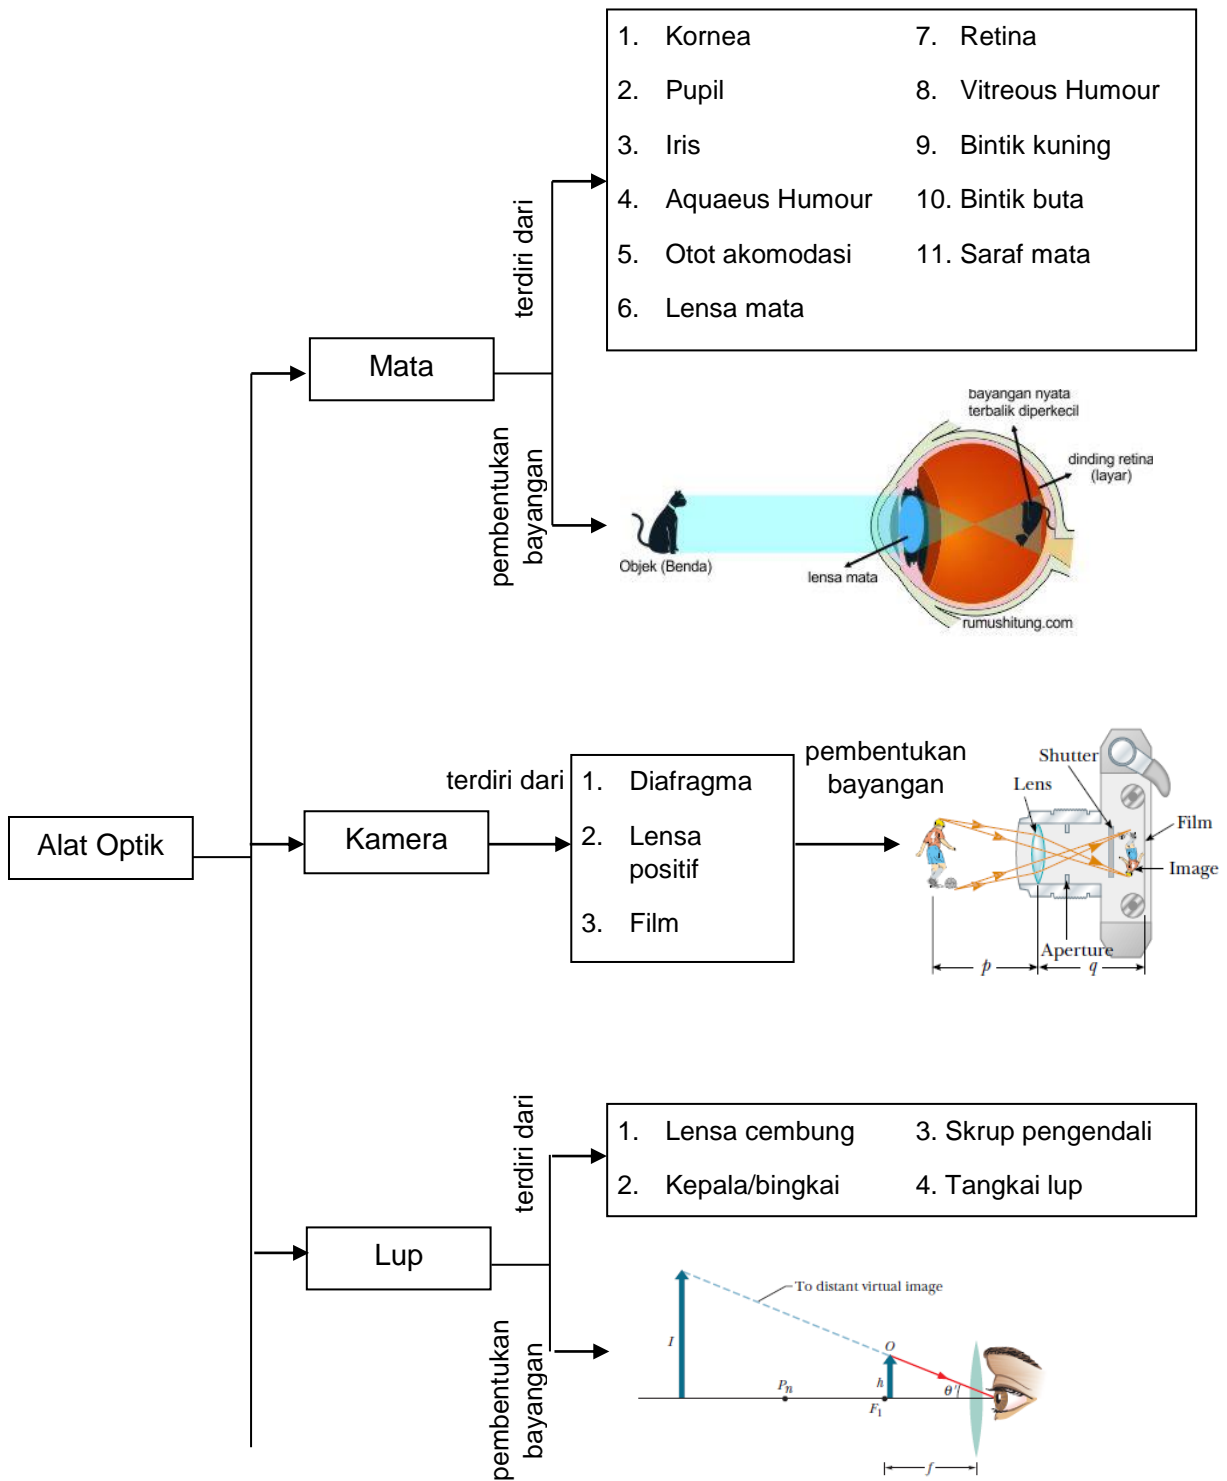 1. Kornea
2. Pupil
3. Iris
4. Aquaeus Humour
5. Otot akomodasi
6. Lensa mata
7. Retina
8. Vitreous Humour
9. Bintik kuning
10. Bintik buta
11. Saraf mata
terdiri dari
Mata
pembentukan
bayangan
bayangan nyata
terbalik diperkecil
dinding retina
(layar)
Objek (Benda)
lensa mata
rumushitung.com
Alat Optik
Kamera
terdiri dari
1. Diafragma
2. Lensa
positif
3. Film
pembentukan
bayangan
Shutter
Lens
Film
Image
Aperture
p
q
terdiri dari
1. Lensa cembung
2. Kepala/bingkai
3. Skrup pengendali
4. Tangkai lup
Lup
pembentukan
bayangan
To distant virtual image
I
O
h
Pn
F1
θ'
f